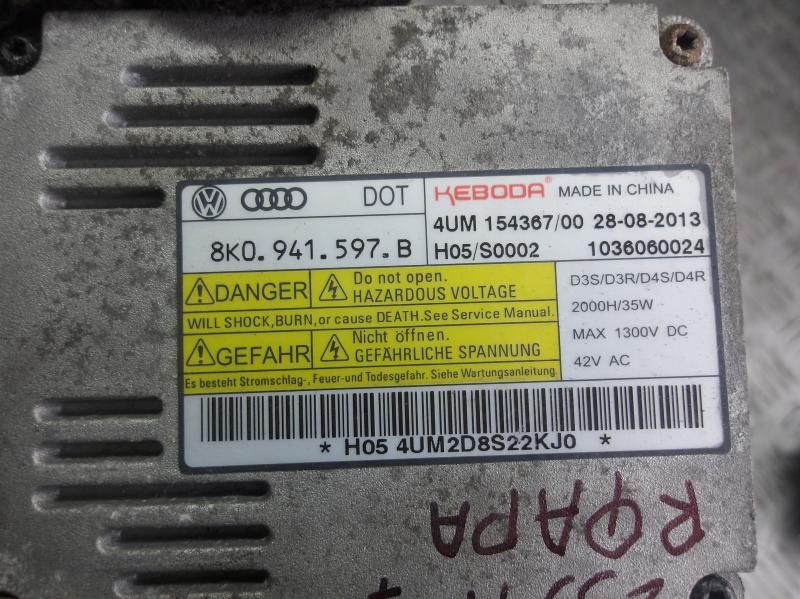 DOT
KEBODA® MADE IN CHINA
8K0.941.597.B
4UM 154367/00 28-08-2013
H05/S0002 1036060024
DANGER
Do not open.
HAZARDOUS VOLTAGE
WILL SHOCK,BURN,or cause DEATH.See Service Manual.
GEFAHR
Nicht öffnen.
GEFÄHRLICHE SPANNUNG
Es besteht Stromschlag-, Feuer-und Todesgefahr. Siehe Wartungsanleitung
D3S/D3R/D4S/D4R
2000H/35W
MAX 1300V DC
42V AC
* H05 4UM2D8S22KJ0 *